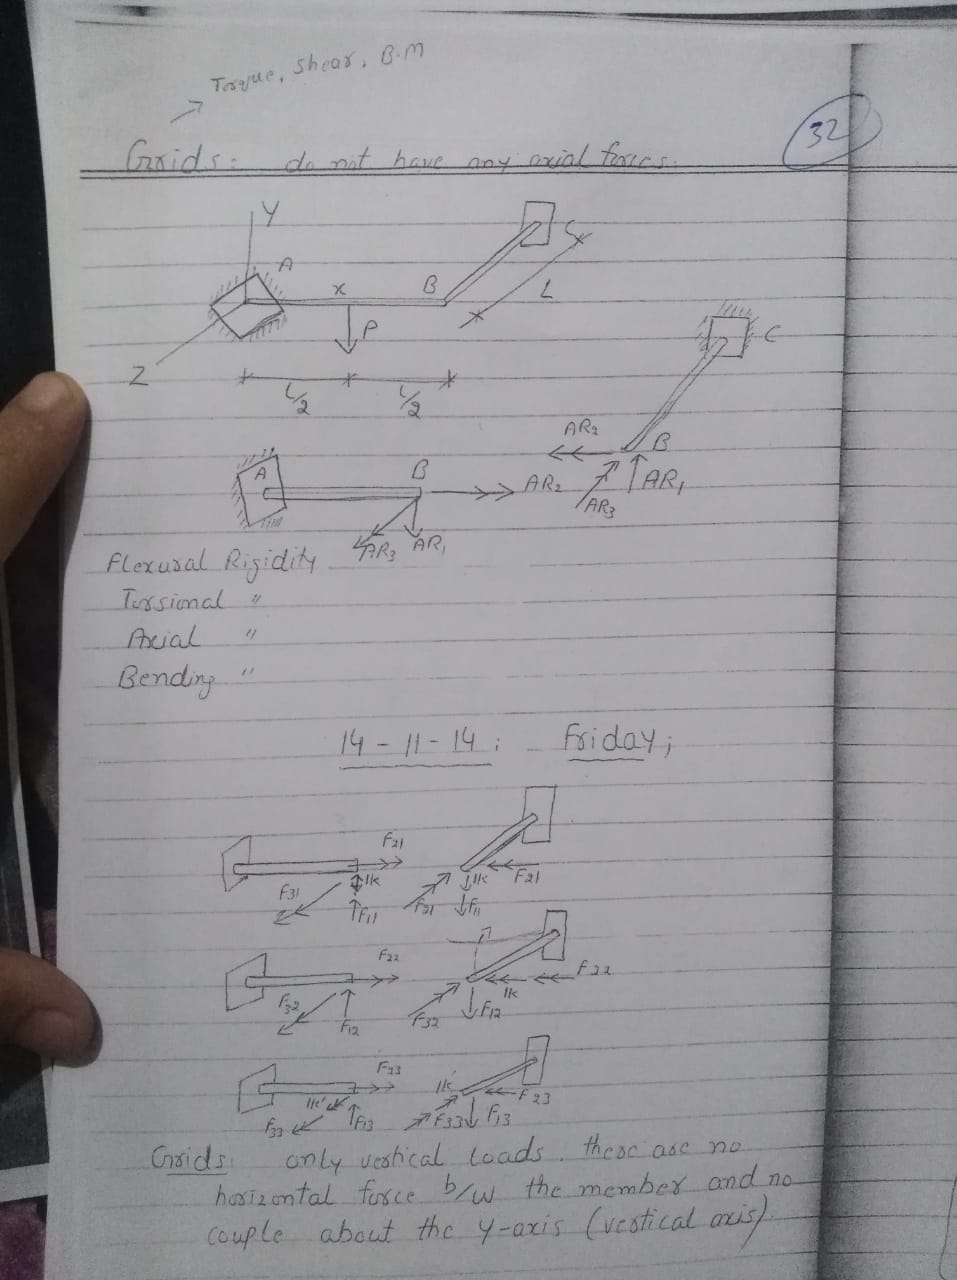 Torque, Shear, B.M
32
Grids: do not have any axial forces.
Y
A
x
B
C
L
P
Z
L/2
L/2
C
AR2
B
A
B
AR2
AR1
AR3
AR3
AR1
Flexural Rigidity
Torsional "
Axial "
Bending "
14-11-14; Friday;
F21
1k
F31
F11
1k
F21
F31
F11
F22
F32
F12
F22
1k
F32
F12
F23
1k'
F33
F13
1k'
F23
F33
F13
Grids: only vertical loads. there are no
horizontal force b/w the member and no
couple about the y-axis (vertical axis).